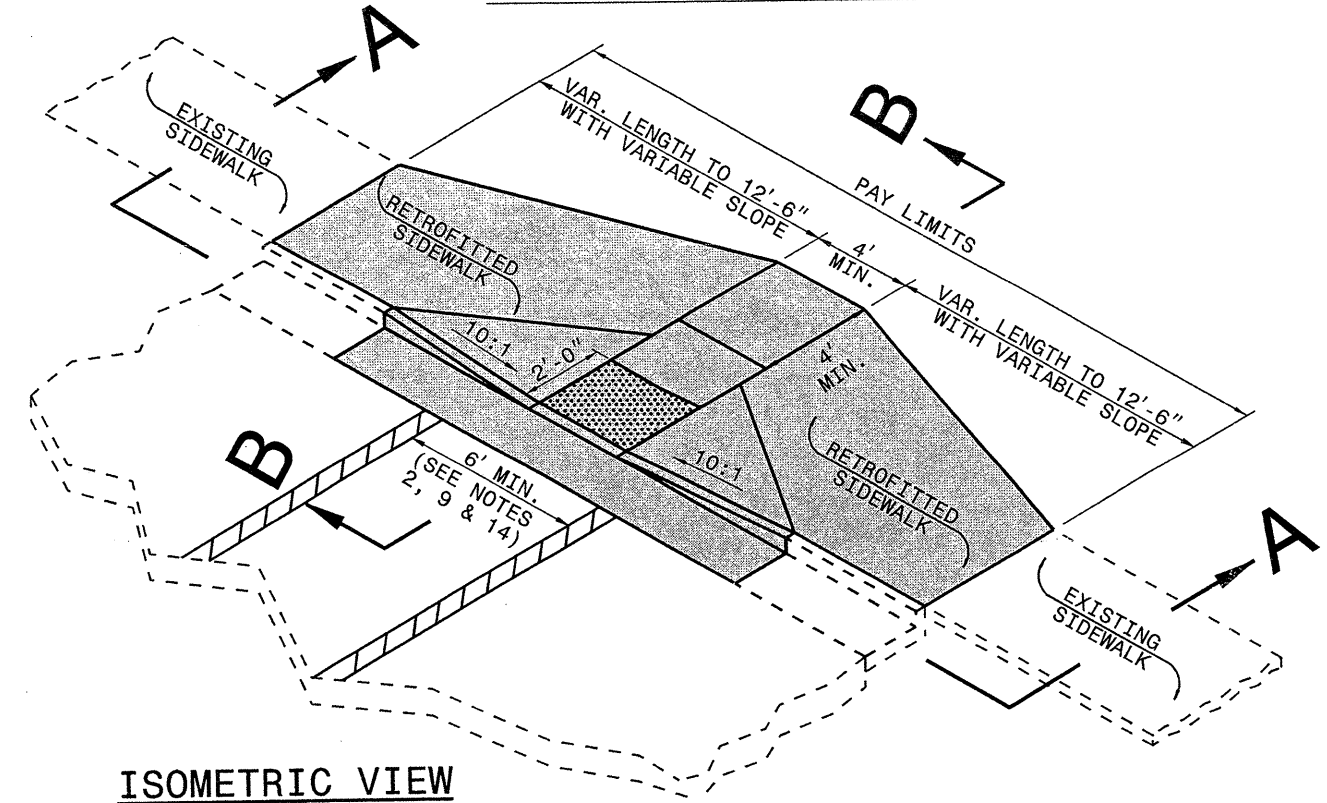 A
B
EXISTING
SIDEWALK
VAR. LENGTH TO 12'-6"
WITH VARIABLE SLOPE
PAY LIMITS
4'
MIN.
VAR. LENGTH TO 12'-6"
WITH VARIABLE SLOPE
RETROFITTED
SIDEWALK
10:1
2'-0"
4'
MIN.
10:1
RETROFITTED
SIDEWALK
B
6' MIN.
(SEE NOTES
2, 9 & 14)
A
EXISTING
SIDEWALK
ISOMETRIC VIEW